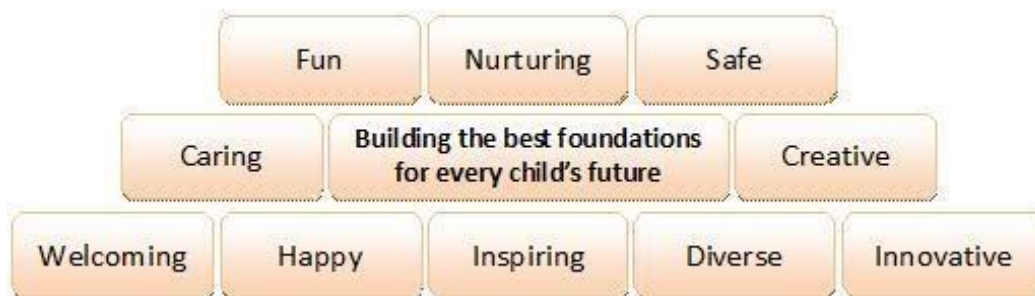 Fun
Nurturing
Safe
Caring
Building the best foundations
for every child's future
Creative
Welcoming
Happy
Inspiring
Diverse
Innovative